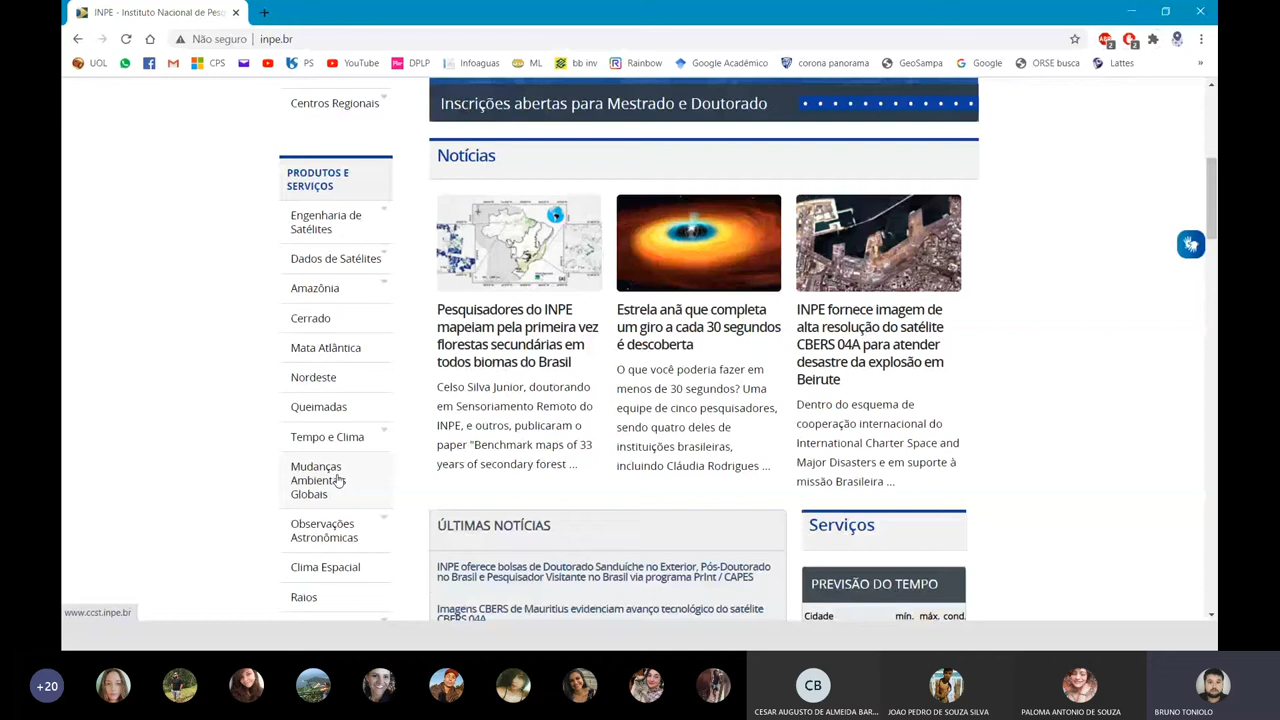 INPE - Instituto Nacional de Pesq
Não seguro
inpe.br
UOL
CPS
PS
YouTube
DPLP
Infoaguas
ML
bb inv
Rainbow
Google Acadêmico
corona panorama
GeoSampa
Google
ORSE busca
Lattes
»
Centros Regionais
PRODUTOS E
SERVIÇOS
Engenharia de
Satélites
Dados de Satélites
Amazônia
Cerrado
Mata Atlântica
Nordeste
Queimadas
Tempo e Clima
Mudanças
Ambientais
Globais
Observações
Astronômicas
Clima Espacial
Raios
www.ccst.inpe.br
Inscrições abertas para Mestrado e Doutorado
Notícias
Pesquisadores do INPE
mapeiam pela primeira vez
florestas secundárias em
todos biomas do Brasil
Celso Silva Junior, doutorando
em Sensoriamento Remoto do
INPE, e outros, publicaram o
paper "Benchmark maps of 33
years of secondary forest ...
Estrela anã que completa
um giro a cada 30 segundos
é descoberta
O que você poderia fazer em
menos de 30 segundos? Uma
equipe de cinco pesquisadores,
sendo quatro deles de
instituições brasileiras,
incluindo Cláudia Rodrigues ...
INPE fornece imagem de
alta resolução do satélite
CBERS 04A para atender
desastre da explosão em
Beirute
Dentro do esquema de
cooperação internacional do
International Charter Space and
Major Disasters e em suporte à
missão Brasileira ...
ÚLTIMAS NOTÍCIAS
INPE oferece bolsas de Doutorado Sanduíche no Exterior, Pós-Doutorado
no Brasil e Pesquisador Visitante no Brasil via programa PrInt / CAPES
Imagens CBERS de Mauritius evidenciam avanço tecnológico do satélite
CBERS 04A
Serviços
PREVISÃO DO TEMPO
Cidade mín. máx. cond.
+20
CB
CESAR AUGUSTO DE ALMEIDA BAR...
JOAO PEDRO DE SOUZA SILVA
PALOMA ANTONIO DE SOUZA
BRUNO TONIOLO